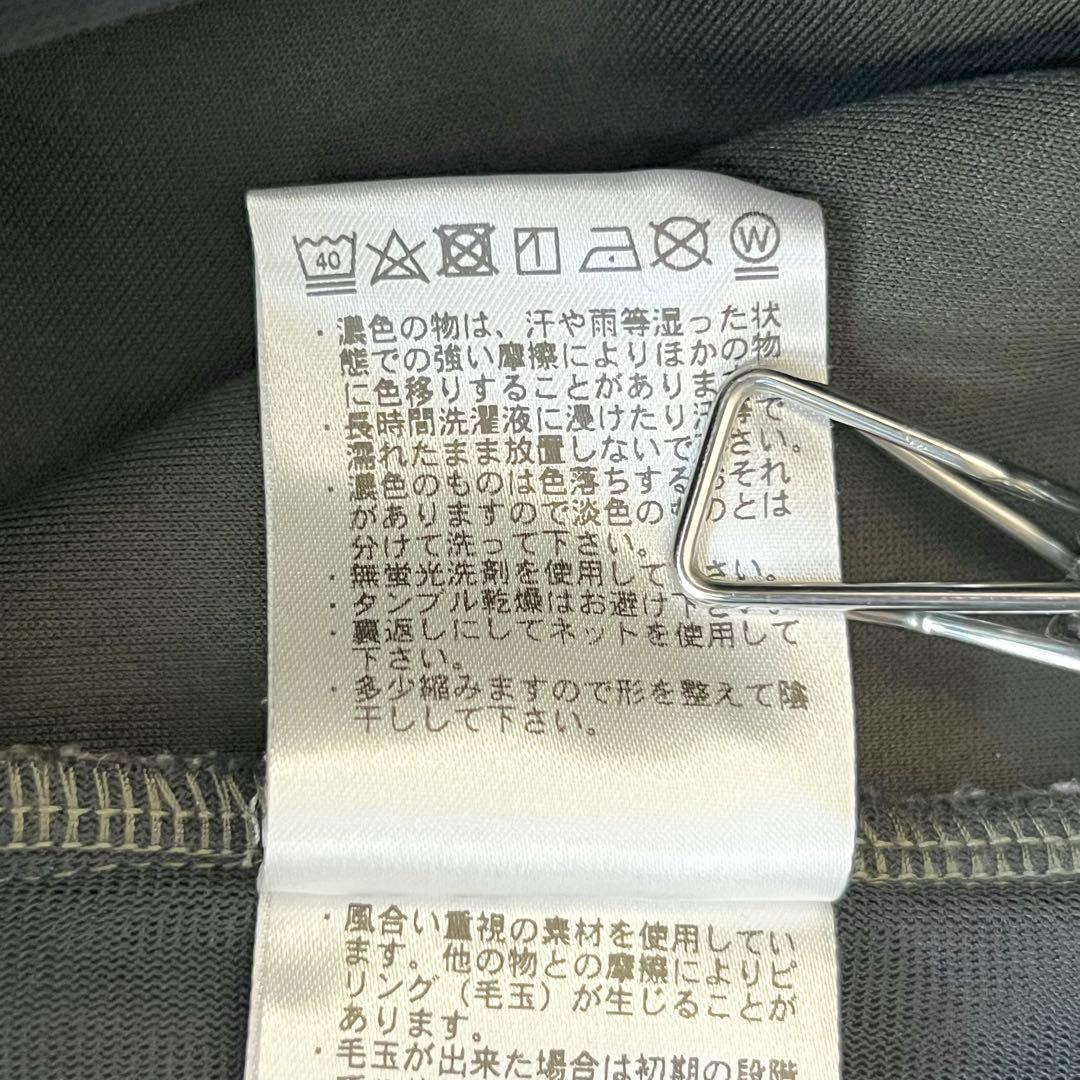 40 W
・濃色の物は、汗や雨等湿った状
態での強い摩擦によりほかの物
に色移りすることがありま
・長時間洗濯液に浸けたり 等で
濡れたまま放置しないで さい。
・濃色のものは色落ちする それ
がありますので淡色の のとは
分けて洗って下さい。
・無蛍光洗剤を使用して さい。
・タンブル乾燥はお避け下さい
・裏返しにしてネットを使用して
下さい。
・多少縮みますので形を整えて陰
干しして下さい。
・風合い重視の素材を使用してい
ます。他の物との摩擦によりピ
リング（毛玉）が生じることが
あります。
・毛玉が出来た場合は初期の段階